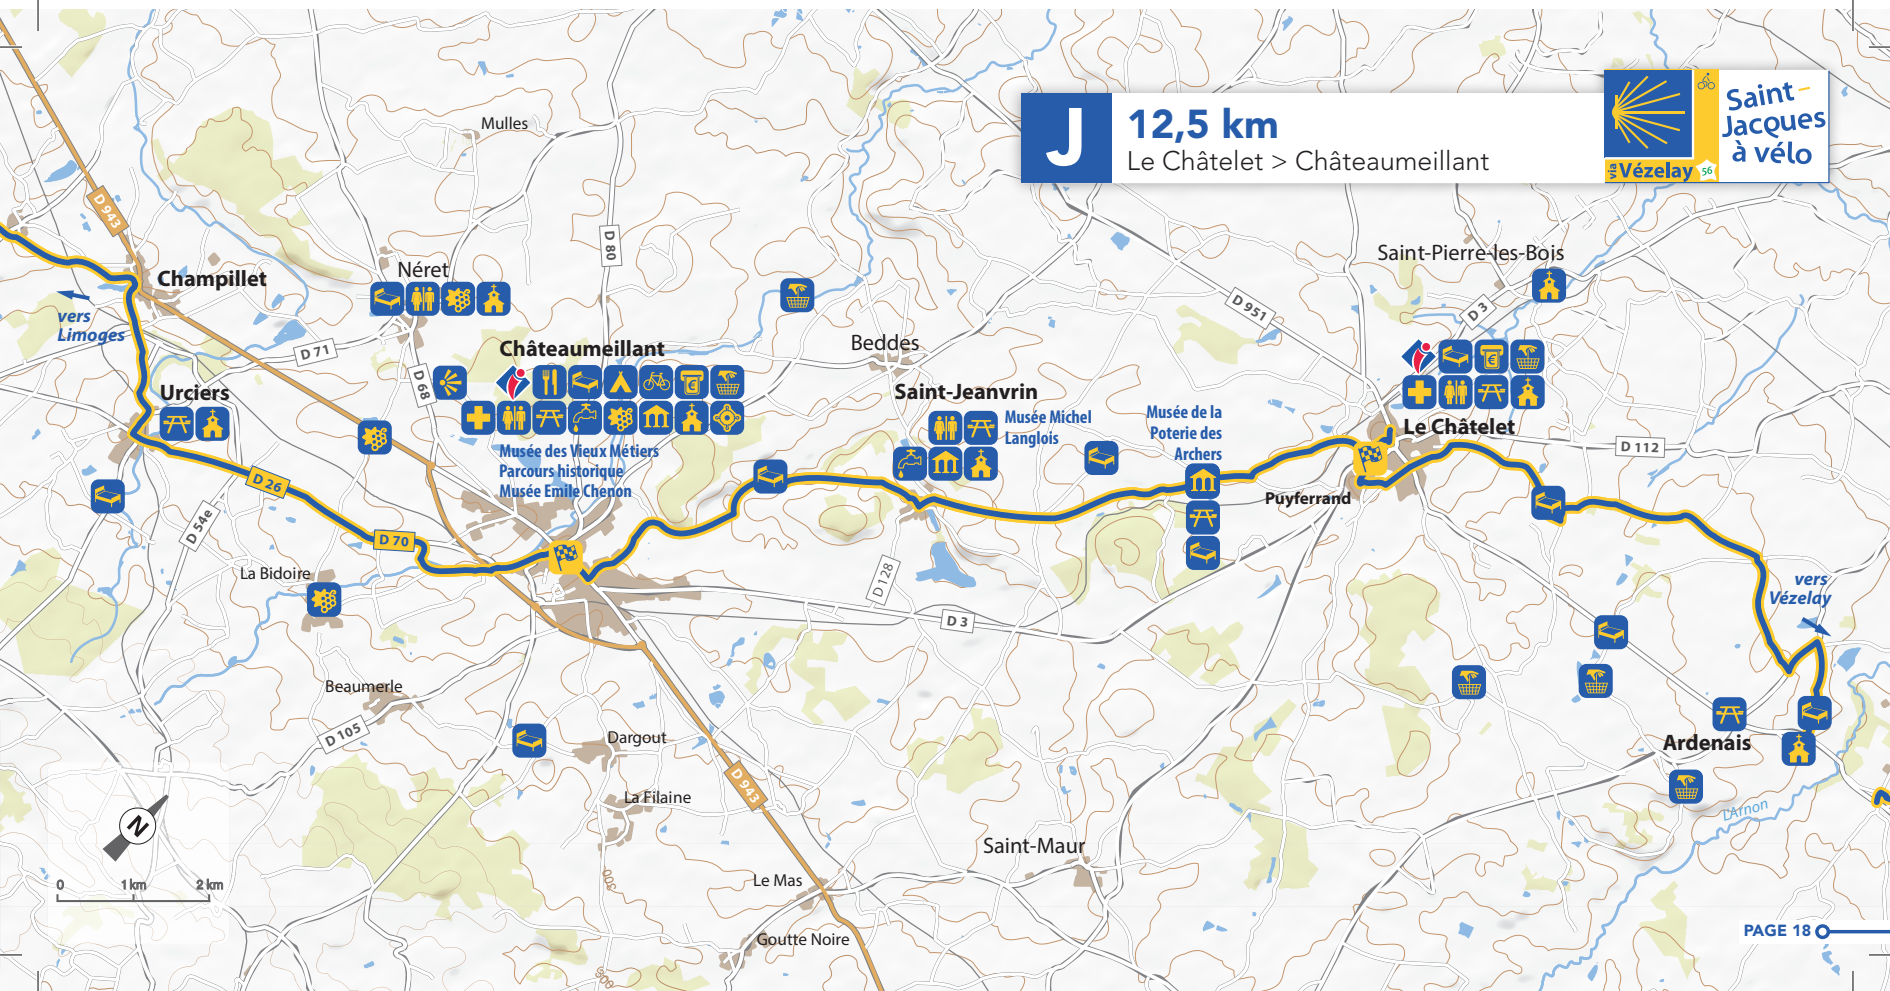 J
12,5 km
Le Châtelet > Châteaumeillant
Saint-
Jacques
à vélo
via Vézelay
56
Mulles
D 943
D 80
Champillet
Néret
vers
Limoges
D 71
D 68
Urciers
Châteaumeillant
Musée des Vieux Métiers
Parcours historique
Musée Emile Chenon
Beddes
Saint-Jeanvrin
Musée Michel
Langlois
Musée de la
Poterie des
Archers
D 951
Saint-Pierre-les-Bois
D 3
Le Châtelet
D 112
Puyferrand
D 26
D 54e
D 70
La Bidoire
D 128
D 3
vers
Vézelay
Beaumerle
D 105
Dargout
La Filaine
D 943
Ardenais
L'Arnon
Saint-Maur
Le Mas
Goutte Noire
300
300
N
0
1 km
2 km
PAGE 18